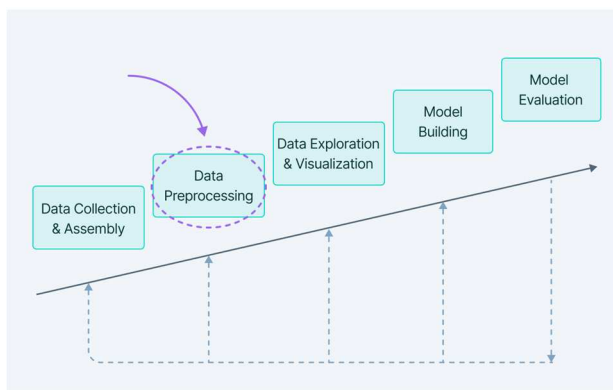 Model
Evaluation
Model
Building
Data Exploration
& Visualization
Data
Preprocessing
Data Collection
& Assembly